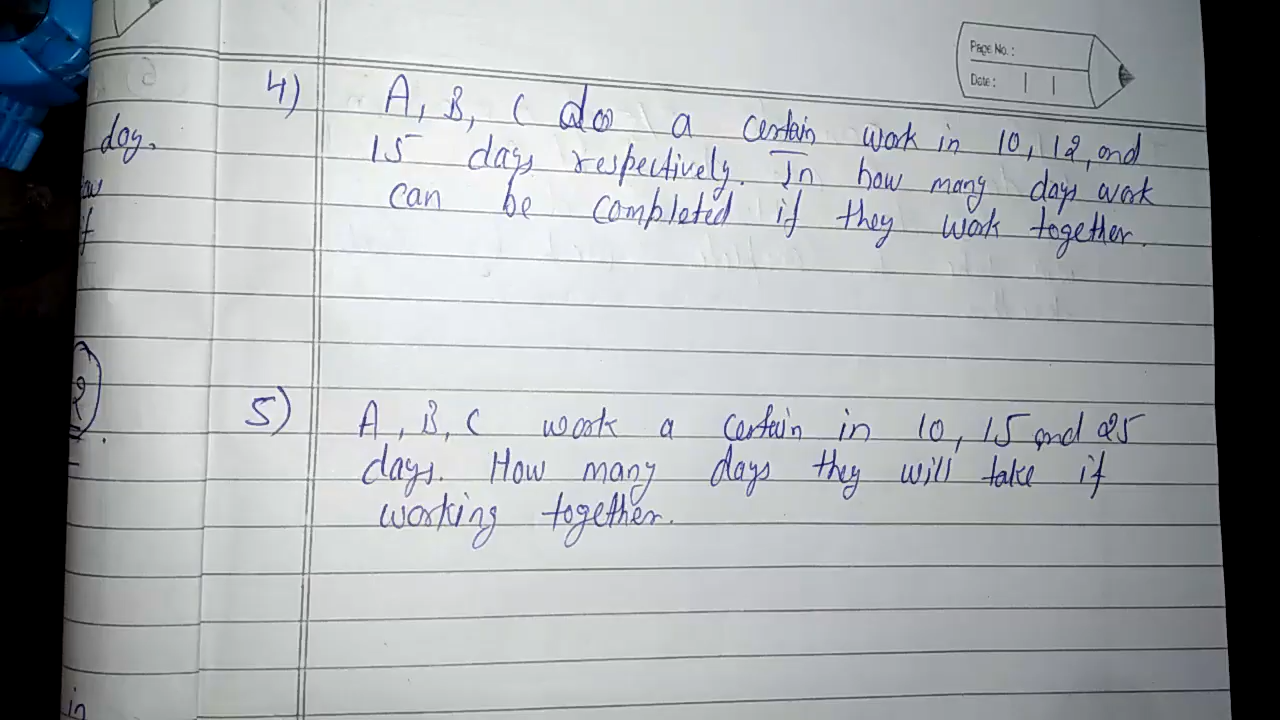 Page No.:
Date:
4) A, B, C do a certain work in 10, 12, and
15 days respectively. In how many days work
can be completed if they work together.
day.
if
5) A, B, C work a certain in 10, 15 and 25
days. How many days they will take if
working together.
in